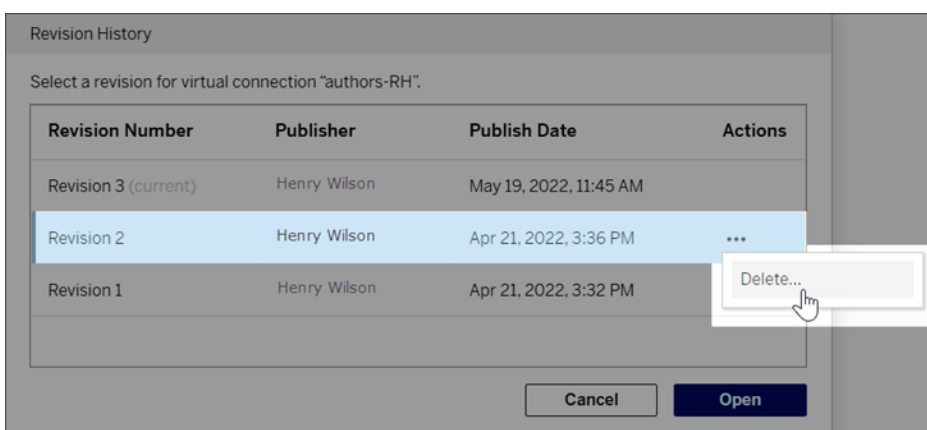 Revision History
Select a revision for virtual connection “authors-RH”.
Revision Number Publisher Publish Date Actions
Revision 3 (current) Henry Wilson May 19, 2022, 11:45 AM
Revision 2 Henry Wilson Apr 21, 2022, 3:36 PM •••
Delete...
Revision 1 Henry Wilson Apr 21, 2022, 3:32 PM
Cancel Open